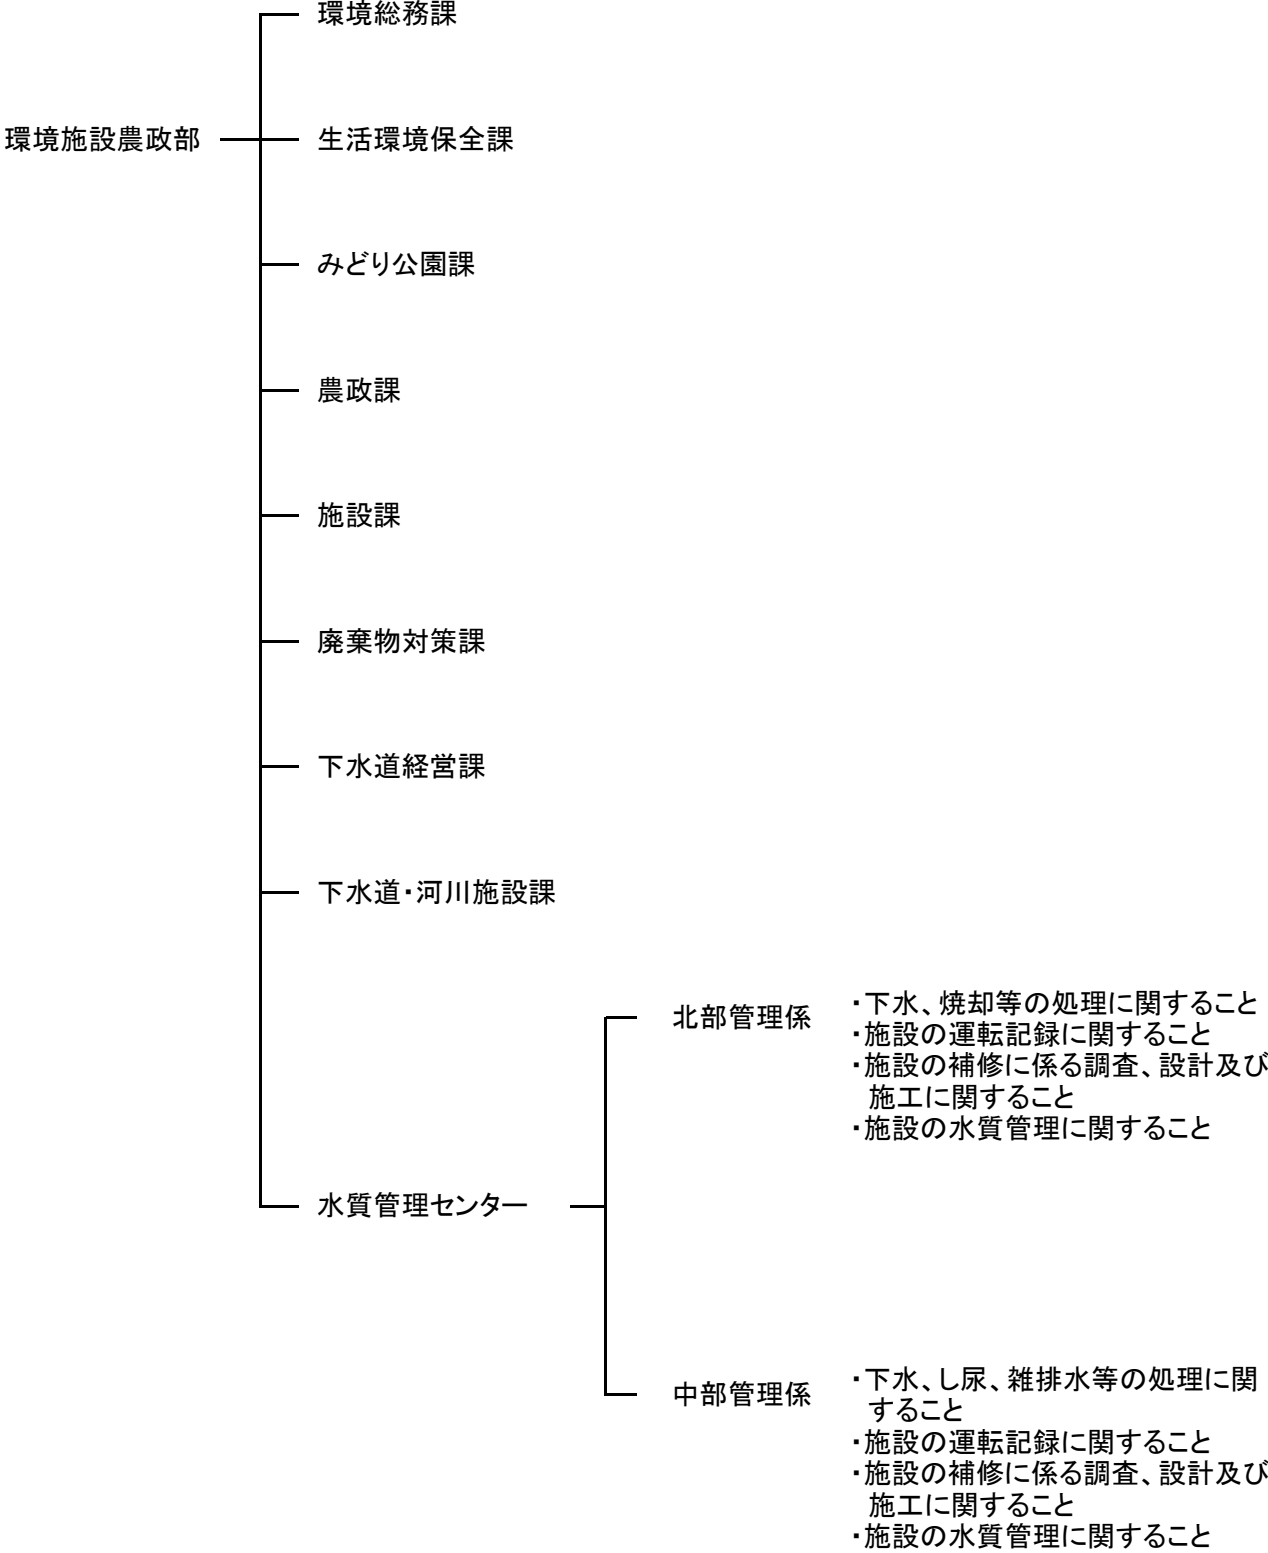 環境総務課
環境施設農政部
生活環境保全課
みどり公園課
農政課
施設課
廃棄物対策課
下水道経営課
下水道・河川施設課
北部管理係
・下水、焼却等の処理に関すること
・施設の運転記録に関すること
・施設の補修に係る調査、設計及び
施工に関すること
・施設の水質管理に関すること
水質管理センター
中部管理係
・下水、し尿、雑排水等の処理に関
すること
・施設の運転記録に関すること
・施設の補修に係る調査、設計及び
施工に関すること
・施設の水質管理に関すること